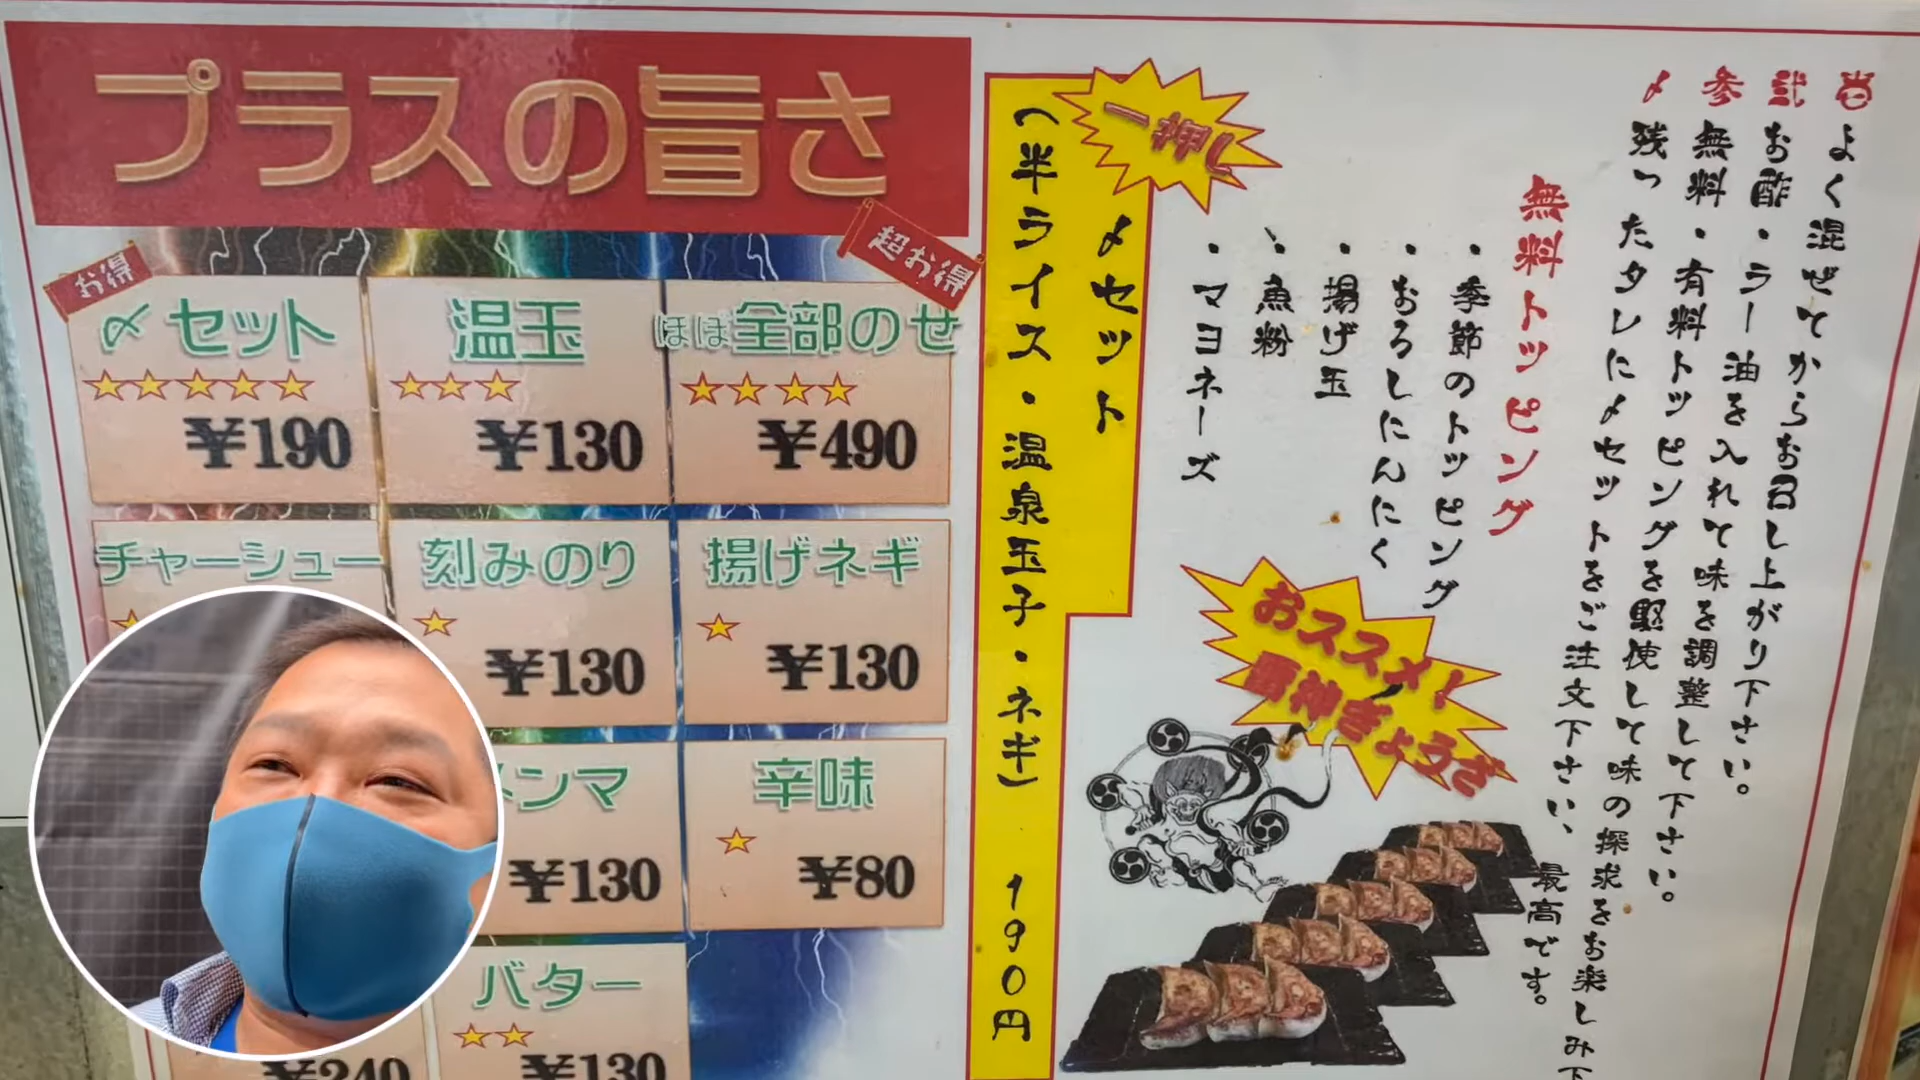 プラスの旨さ
お得
超お得
〆セット
¥190
温玉
¥130
ほぼ全部のせ
¥490
チャーシュー
刻みのり
¥130
揚げネギ
¥130
メンマ
¥130
辛味
¥80
¥240
バター
¥130
壱 よく混ぜてからお召し上がり下さい。
弐 お酢・ラー油を入れて味を調整して下さい。
参 無料・有料トッピングを駆使して味の探求をお楽しみ下
〆 残ったタレに〆セットをご注文下さい、最高です。
無料トッピング
・季節のトッピング
・おろしにんにく
・揚げ玉
・魚粉
・マヨネーズ
一押し
〆セット
(半ライス・温泉玉子・ネギ) 190円
おススメ!
雷神ぎょうざ